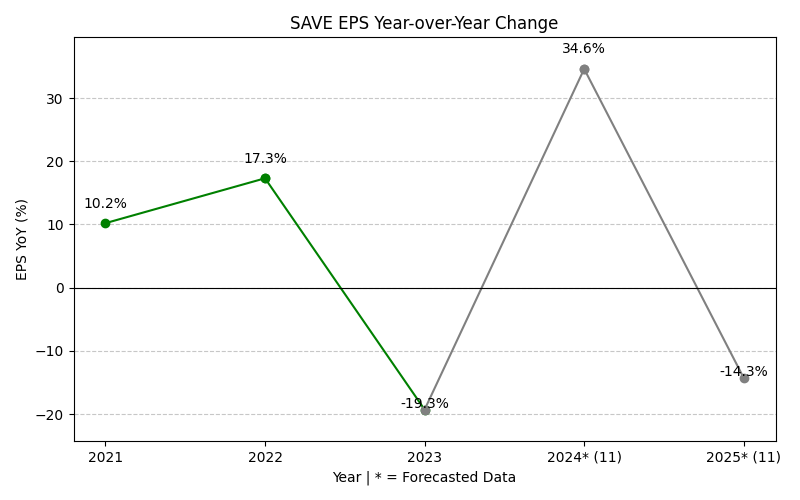 SAVE EPS Year-over-Year Change
34.6%
30
20
17.3%
10.2%
10
0
−10
-14.3%
-19.3%
−20
EPS YoY (%)
2021 2022 2023 2024* (11) 2025* (11)
Year | * = Forecasted Data